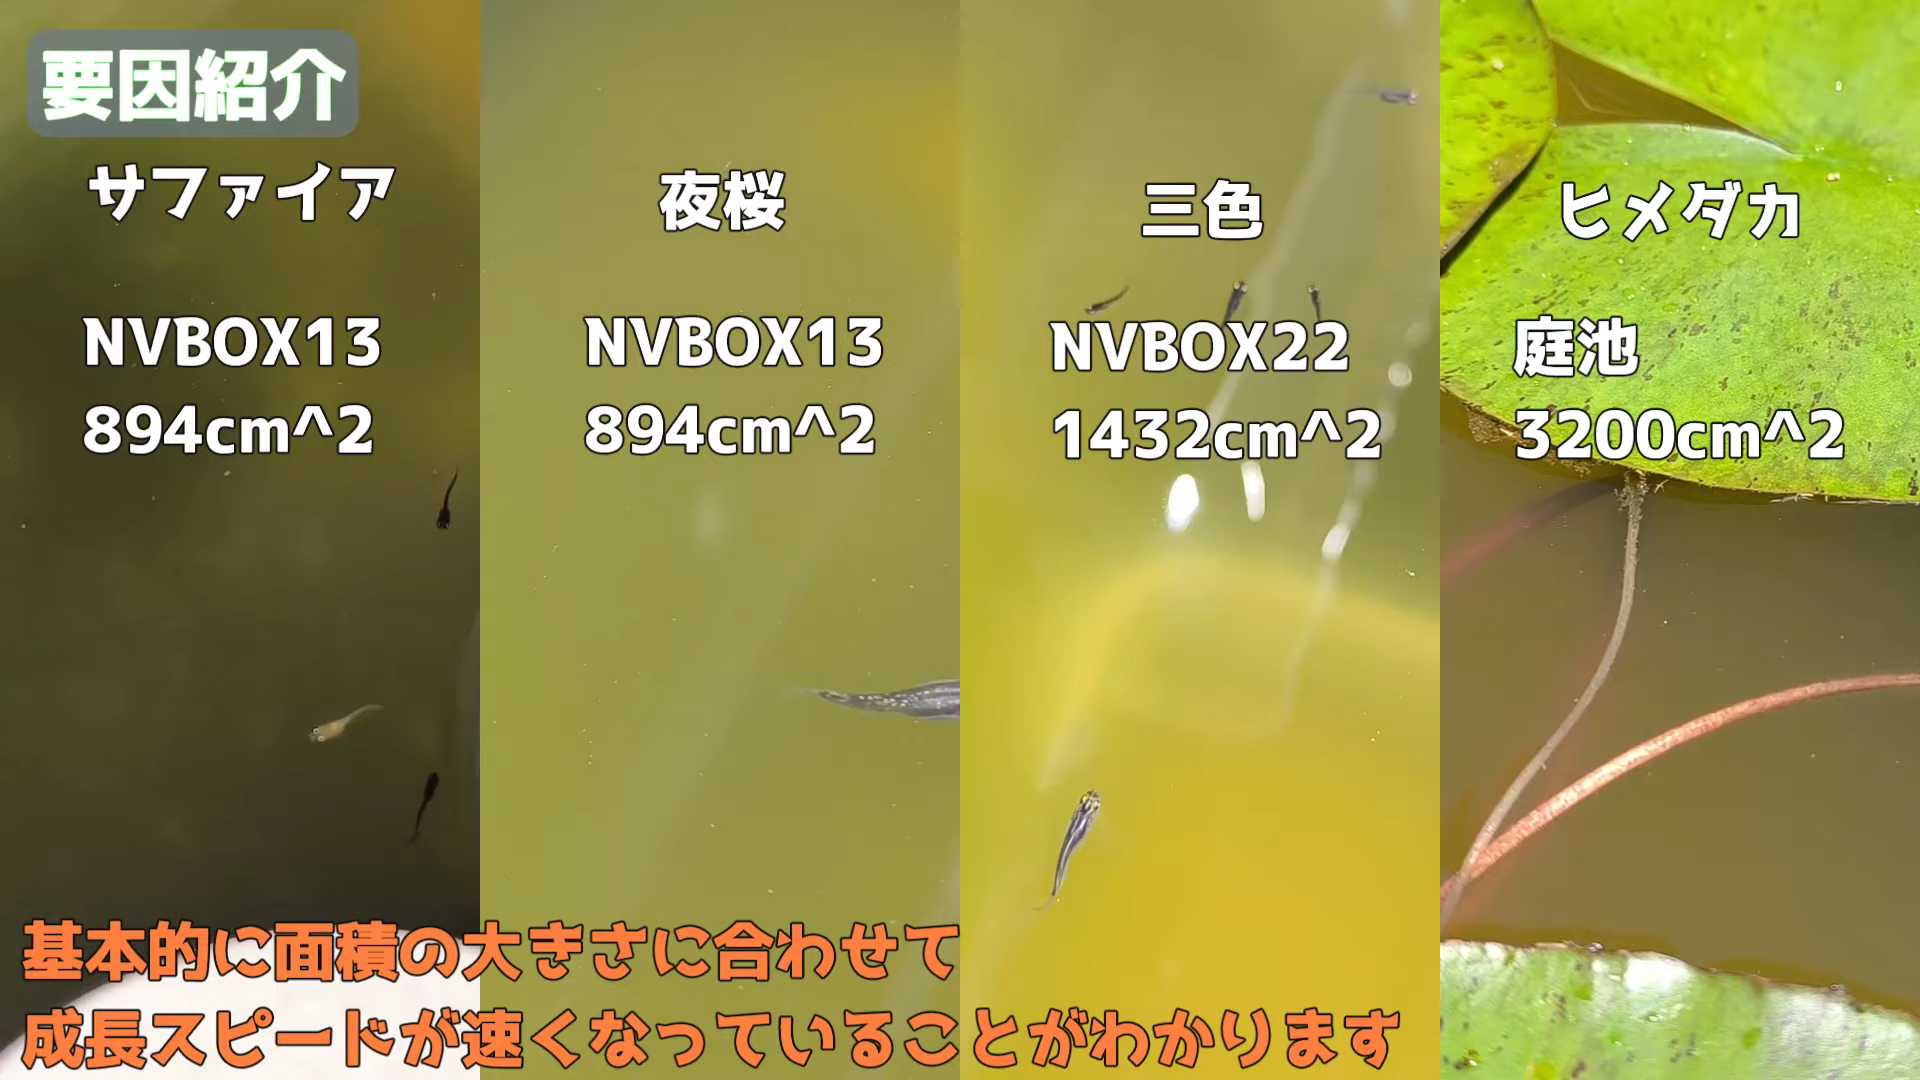 要因紹介
サファイア
NVBOX13
894cm^2
夜桜
NVBOX13
894cm^2
三色
NVBOX22
1432cm^2
ヒメダカ
庭池
3200cm^2
基本的に面積の大きさに合わせて
成長スピードが速くなっていることがわかります